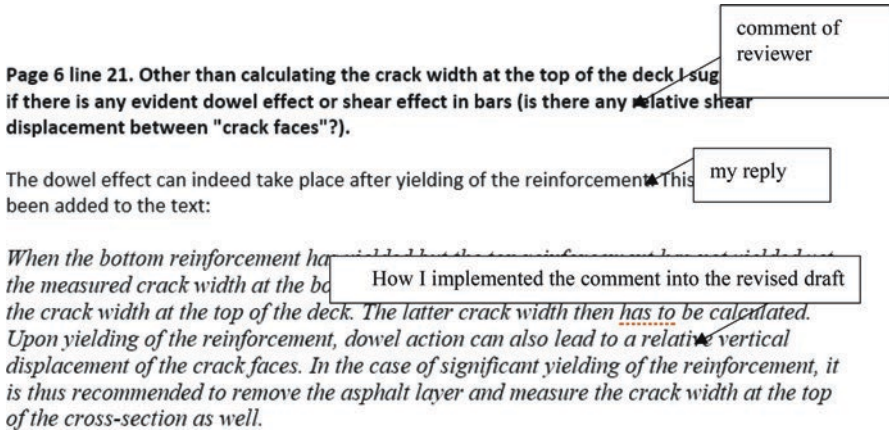 comment of
reviewer
Page 6 line 21. Other than calculating the crack width at the top of the deck I sug
if there is any evident dowel effect or shear effect in bars (is there any relative shear
displacement between "crack faces"?).
The dowel effect can indeed take place after yielding of the reinforcement. This
my reply
been added to the text:
When the bottom reinforcement has yielded but the top reinforcement has not yielded yet
the measured crack width at the bo
How I implemented the comment into the revised draft
the crack width at the top of the deck. The latter crack width then has to be calculated.
Upon yielding of the reinforcement, dowel action can also lead to a relative vertical
displacement of the crack faces. In the case of significant yielding of the reinforcement, it
is thus recommended to remove the asphalt layer and measure the crack width at the top
of the cross-section as well.